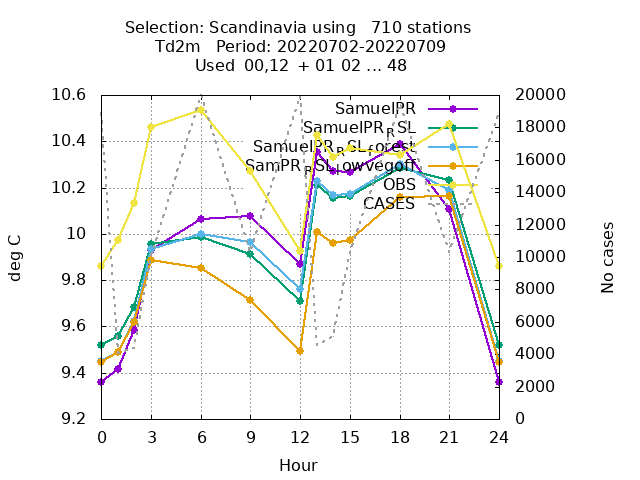 Selection: Scandinavia using 710 stations
Td2m Period: 20220702-20220709
Used 00,12 + 01 02 ... 48
10.6
10.4
10.2
10
9.8
9.6
9.4
9.2
deg C
SamuelPR
SamuelPR_RSL
SamuelPR_RSL_forest
SamPR_RSL_lowvegoff
OBS
CASES
20000
18000
16000
14000
12000
10000
8000
6000
4000
2000
0
No cases
0 3 6 9 12 15 18 21 24
Hour